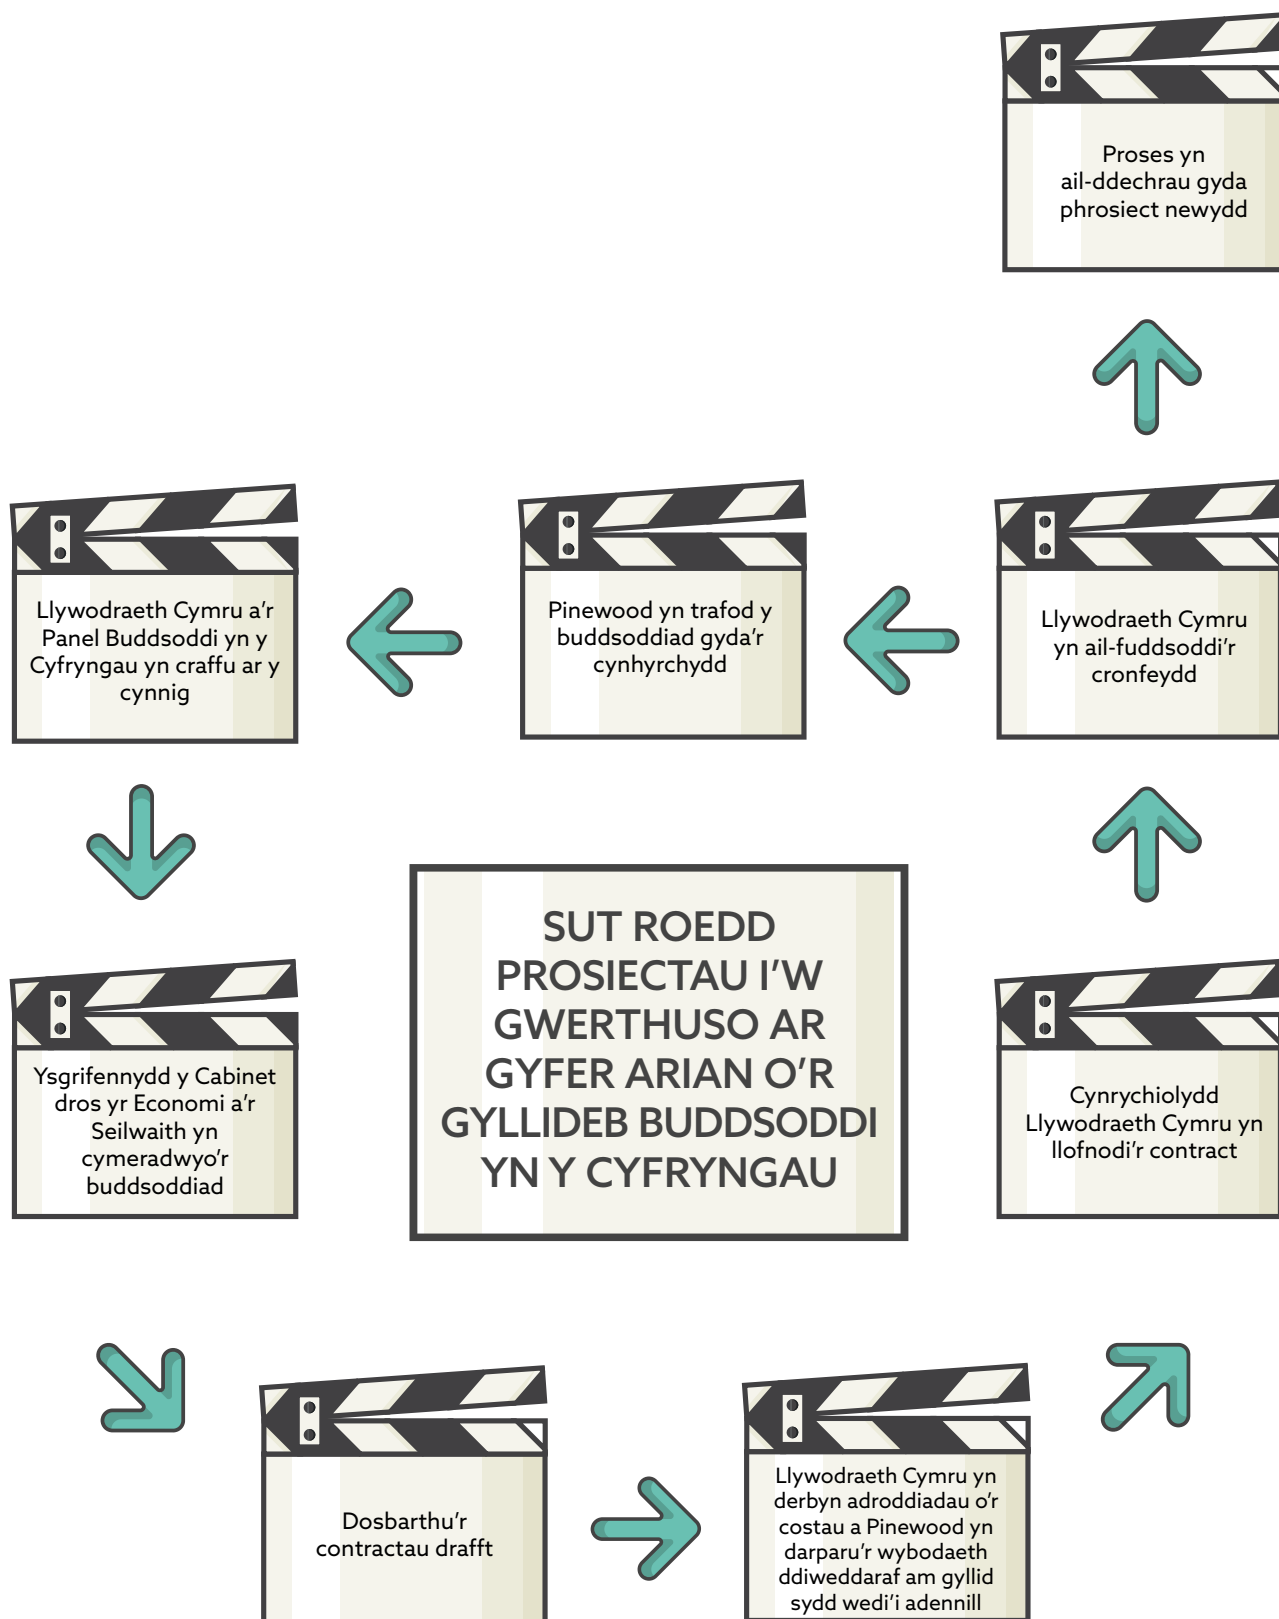 Proses yn
ail-ddechrau gyda
phrosiect newydd
Llywodraeth Cymru a’r
Panel Buddsoddi yn y
Cyfryngau yn craffu ar y
cynnig
Pinewood yn trafod y
buddsoddiad gyda’r
cynhyrchydd
Llywodraeth Cymru
yn ail-fuddsoddi’r
cronfeydd
SUT ROEDD
PROSIECTAU I’W
GWERTHUSO AR
GYFER ARIAN O’R
GYLLIDEB BUDDSODDI
YN Y CYFRYNGAU
Ysgrifennydd y Cabinet
dros yr Economi a’r
Seilwaith yn
cymeradwyo’r
buddsoddiad
Cynrychiolydd
Llywodraeth Cymru yn
llofnodi’r contract
Dosbarthu’r
contractau drafft
Llywodraeth Cymru yn
derbyn adroddiadau o’r
costau a Pinewood yn
darparu’r wybodaeth
ddiweddaraf am gyllid
sydd wedi’i adennill